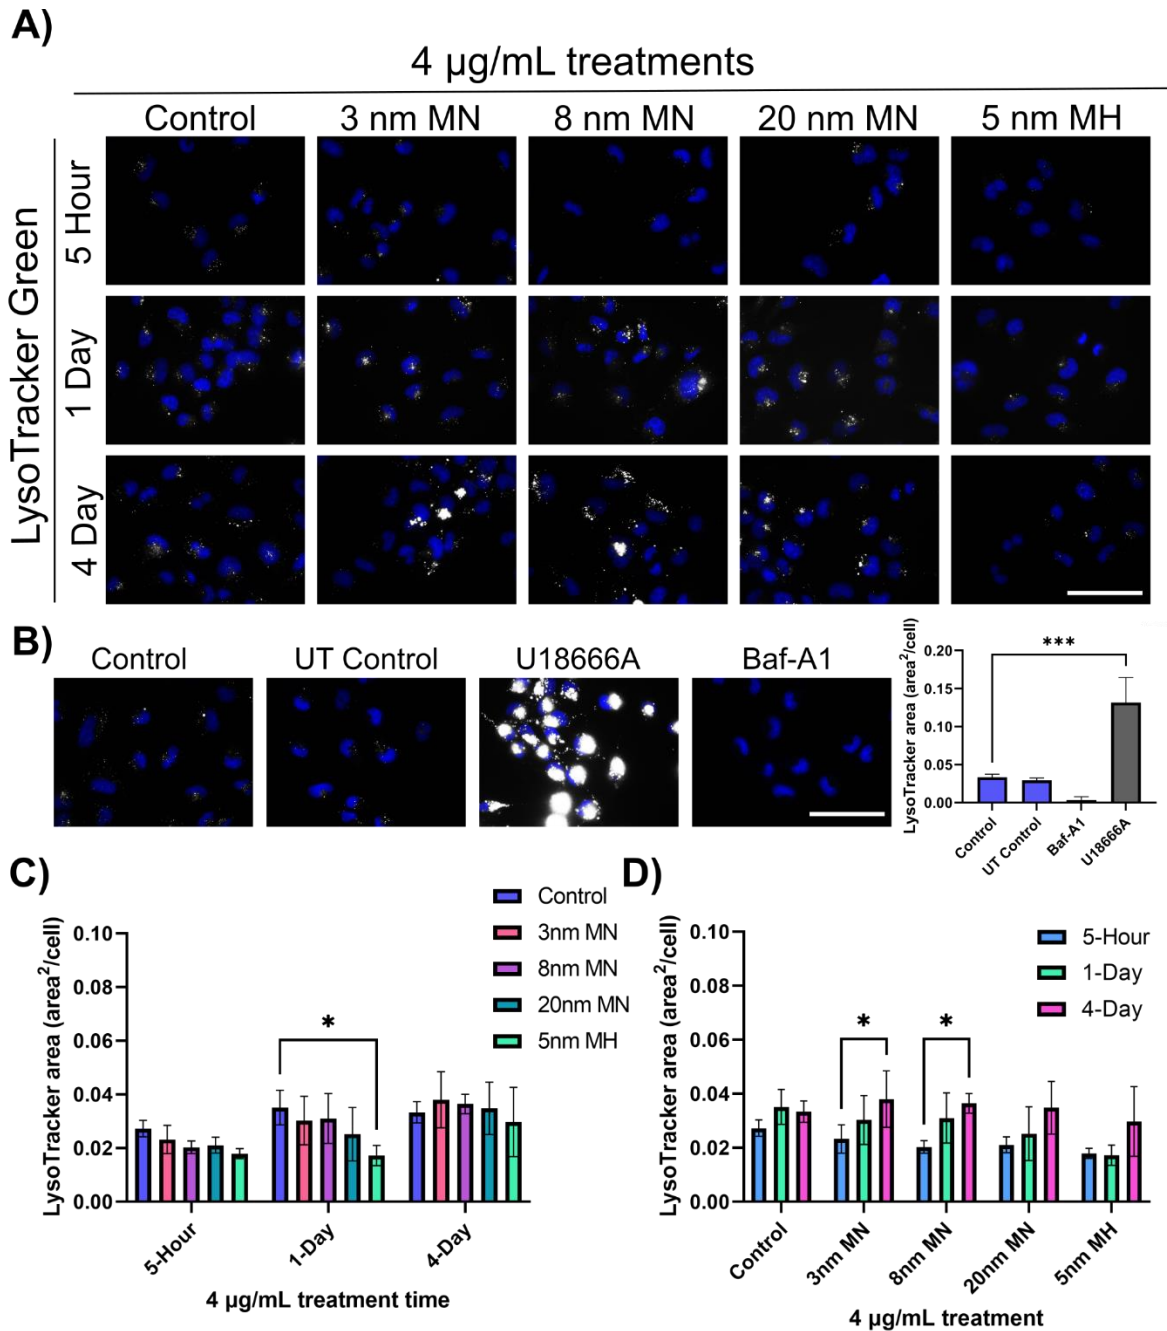 A)
4 µg/mL treatments
Control 3 nm MN 8 nm MN 20 nm MN 5 nm MH
LysoTracker Green
5 Hour
1 Day
4 Day
B)
Control UT Control U18666A Baf-A1
LysoTracker area (area²/cell)
0.20
0.15
0.10
0.05
0.00
***
Control UT Control Baf-A1 U18666A
C)
Control
3nm MN
8nm MN
20nm MN
5nm MH
LysoTracker area (area²/cell)
0.10
0.08
0.06
0.04
0.02
0.00
*
5-Hour 1-Day 4-Day
4 µg/mL treatment time
D)
5-Hour
1-Day
4-Day
LysoTracker area (area²/cell)
0.10
0.08
0.06
0.04
0.02
0.00
* *
Control 3nm MN 8nm MN 20nm MN 5nm MH
4 µg/mL treatment